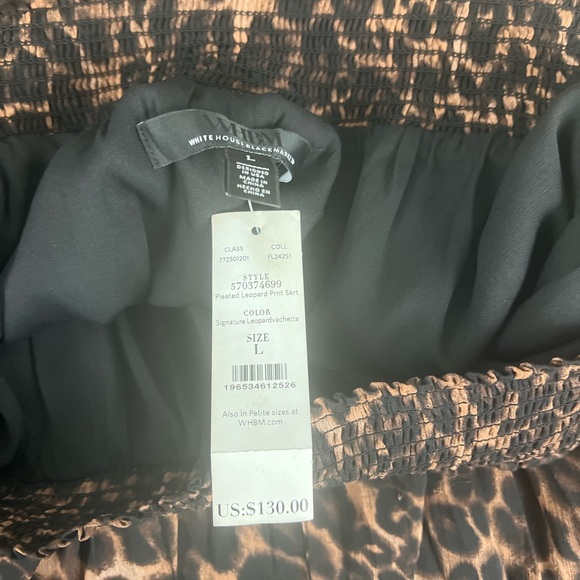 WHBM
WHITE HOUSE BLACK MARKET
L
DESIGNED
IN USA
MADE IN
CHINA
HECHO EN
CHINA
CLASS COLL
772301201 FL24251
STYLE
570374699
Pleated Leopard Prnt Skrt
COLOR
Signature Leopardvachetta
SIZE
L
196534612526
Also in Petite sizes at
WHBM.com
US:$130.00